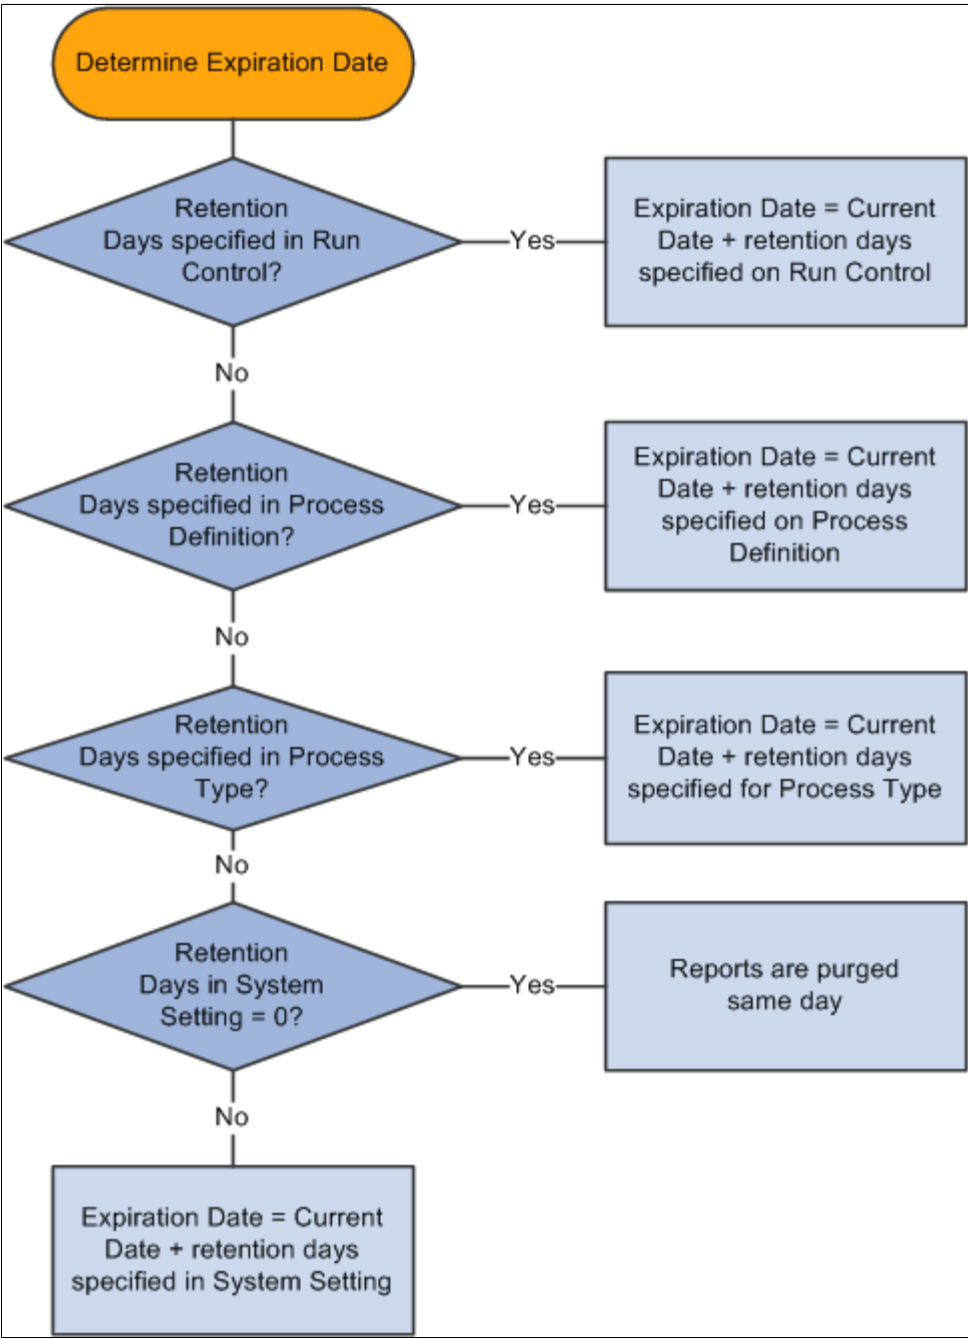 Determine Expiration Date
Retention
Days specified in Run
Control?
Yes
Expiration Date = Current
Date + retention days
specified on Run Control
No
Retention
Days specified in Process
Definition?
Yes
Expiration Date = Current
Date + retention days
specified on Process
Definition
No
Retention
Days specified in Process
Type?
Yes
Expiration Date = Current
Date + retention days
specified for Process Type
No
Retention
Days in System
Setting = 0?
Yes
Reports are purged
same day
No
Expiration Date = Current
Date + retention days
specified in System Setting